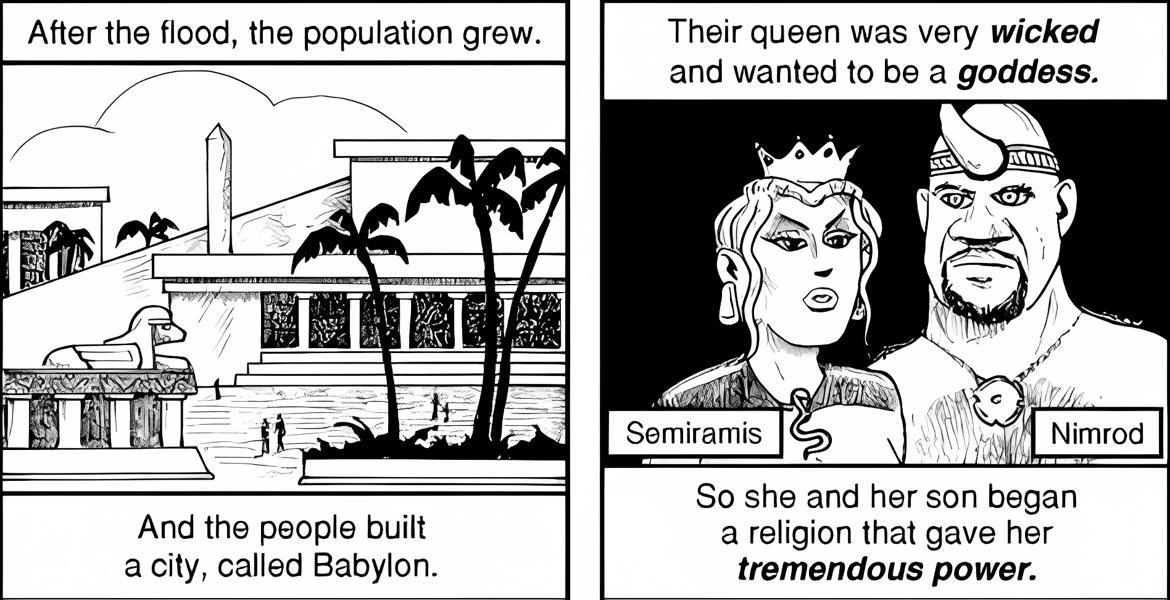 After the flood, the population grew.
And the people built
a city, called Babylon.
Their queen was very wicked
and wanted to be a goddess.
Semiramis
Nimrod
So she and her son began
a religion that gave her
tremendous power.